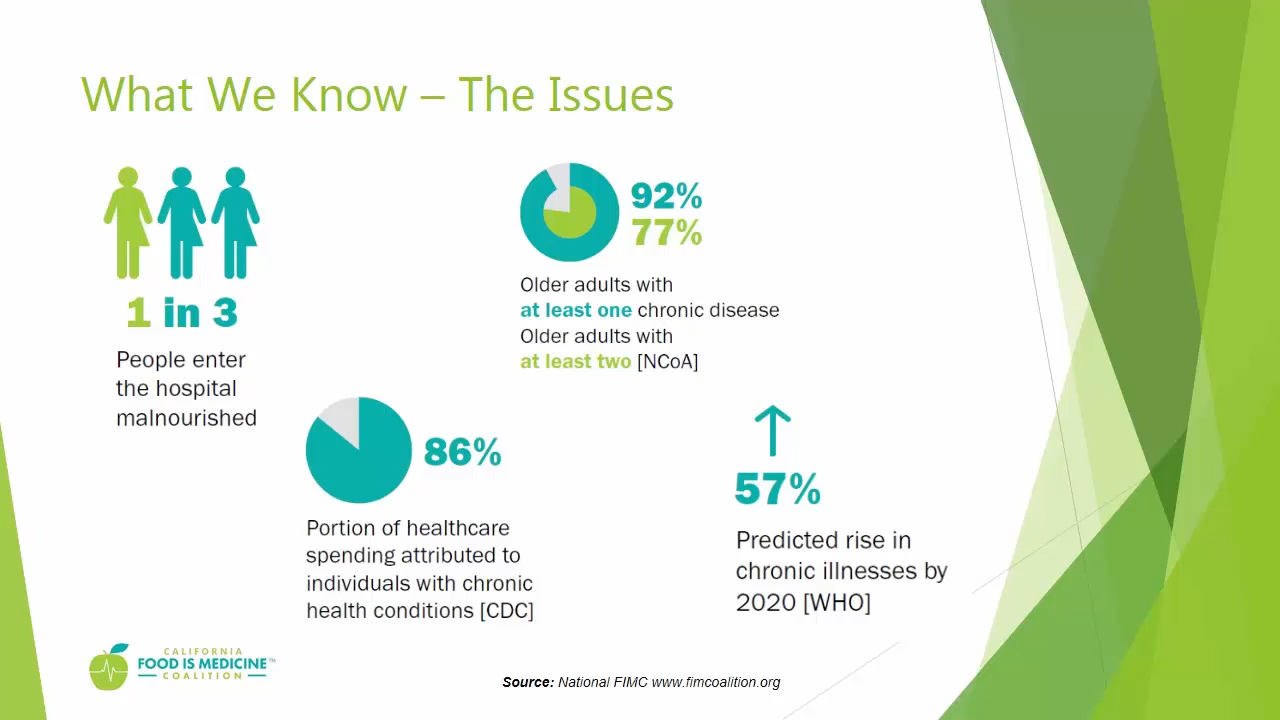 What We Know – The Issues
1 in 3
People enter
the hospital
malnourished
92%
77%
Older adults with
at least one chronic disease
Older adults with
at least two [NCoA]
86%
Portion of healthcare
spending attributed to
individuals with chronic
health conditions [CDC]
57%
Predicted rise in
chronic illnesses by
2020 [WHO]
CALIFORNIA
FOOD IS MEDICINE™
COALITION
Source: National FIMC www.fimcoalition.org